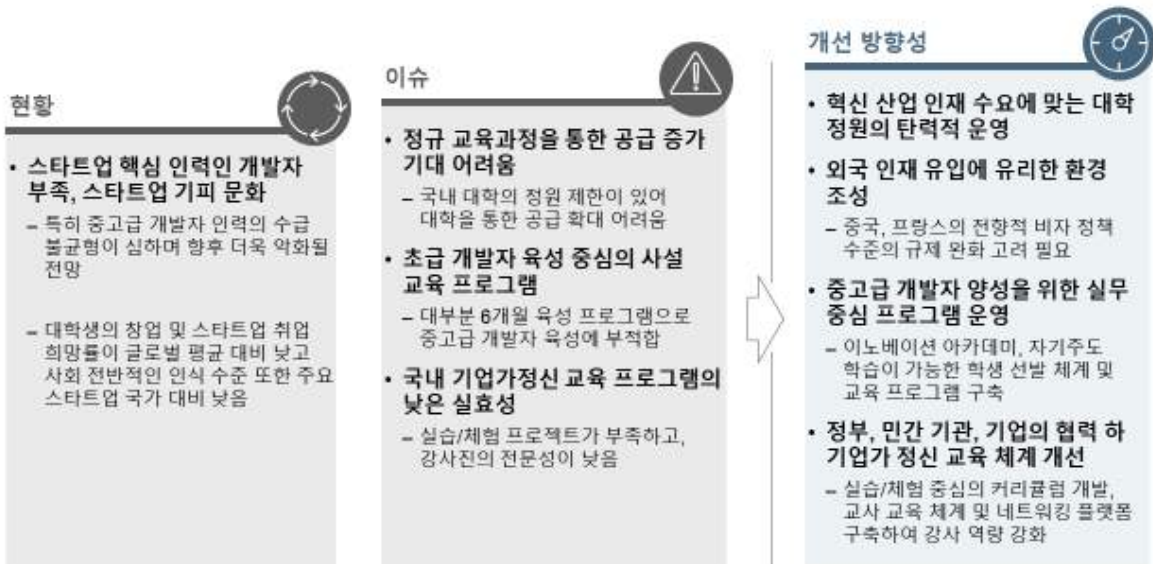 현황
• 스타트업 핵심 인력인 개발자
부족, 스타트업 기피 문화
– 특히 중고급 개발자 인력의 수급
불균형이 심하며 향후 더욱 악화될
전망
– 대학생의 창업 및 스타트업 취업
희망률이 글로벌 평균 대비 낮고
사회 전반적인 인식 수준 또한 주요
스타트업 국가 대비 낮음
이슈
• 정규 교육과정을 통한 공급 증가
기대 어려움
– 국내 대학의 정원 제한이 있어
대학을 통한 공급 확대 어려움
• 초급 개발자 육성 중심의 사설
교육 프로그램
– 대부분 6개월 육성 프로그램으로
중고급 개발자 육성에 부적합
• 국내 기업가정신 교육 프로그램의
낮은 실효성
– 실습/체험 프로젝트가 부족하고,
강사진의 전문성이 낮음
개선 방향성
• 혁신 산업 인재 수요에 맞는 대학
정원의 탄력적 운영
• 외국 인재 유입에 유리한 환경
조성
– 중국, 프랑스의 전향적 비자 정책
수준의 규제 완화 고려 필요
• 중고급 개발자 양성을 위한 실무
중심 프로그램 운영
– 이노베이션 아카데미, 자기주도
학습이 가능한 학생 선발 체계 및
교육 프로그램 구축
• 정부, 민간 기관, 기업의 협력 하
기업가 정신 교육 체계 개선
– 실습/체험 중심의 커리큘럼 개발,
교사 교육 체계 및 네트워킹 플랫폼
구축하여 강사 역량 강화